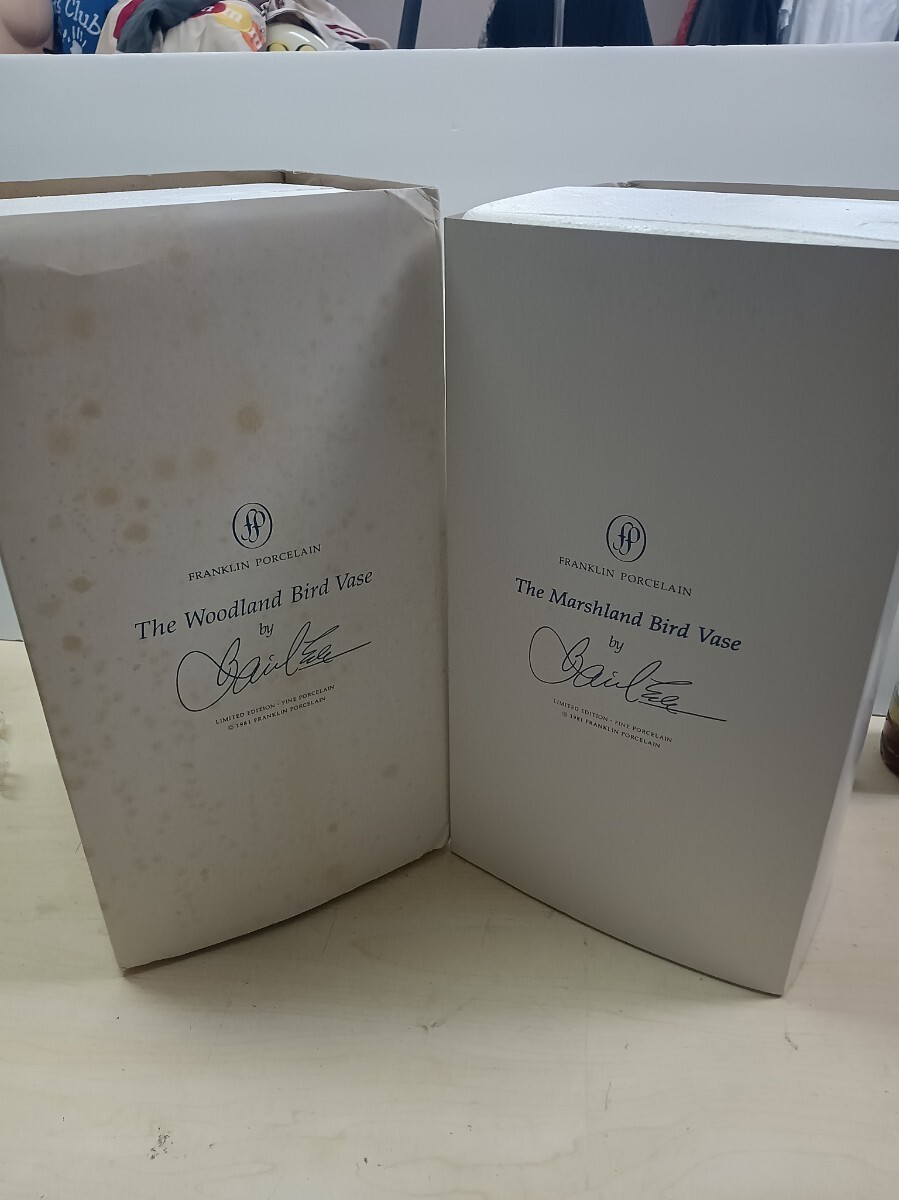 Club
m
fp
FRANKLIN PORCELAIN
The Woodland Bird Vase
by
LIMITED EDITION · FINE PORCELAIN
© 1981 FRANKLIN PORCELAIN
fp
FRANKLIN PORCELAIN
The Marshland Bird Vase
by
LIMITED EDITION · FINE PORCELAIN
© 1981 FRANKLIN PORCELAIN